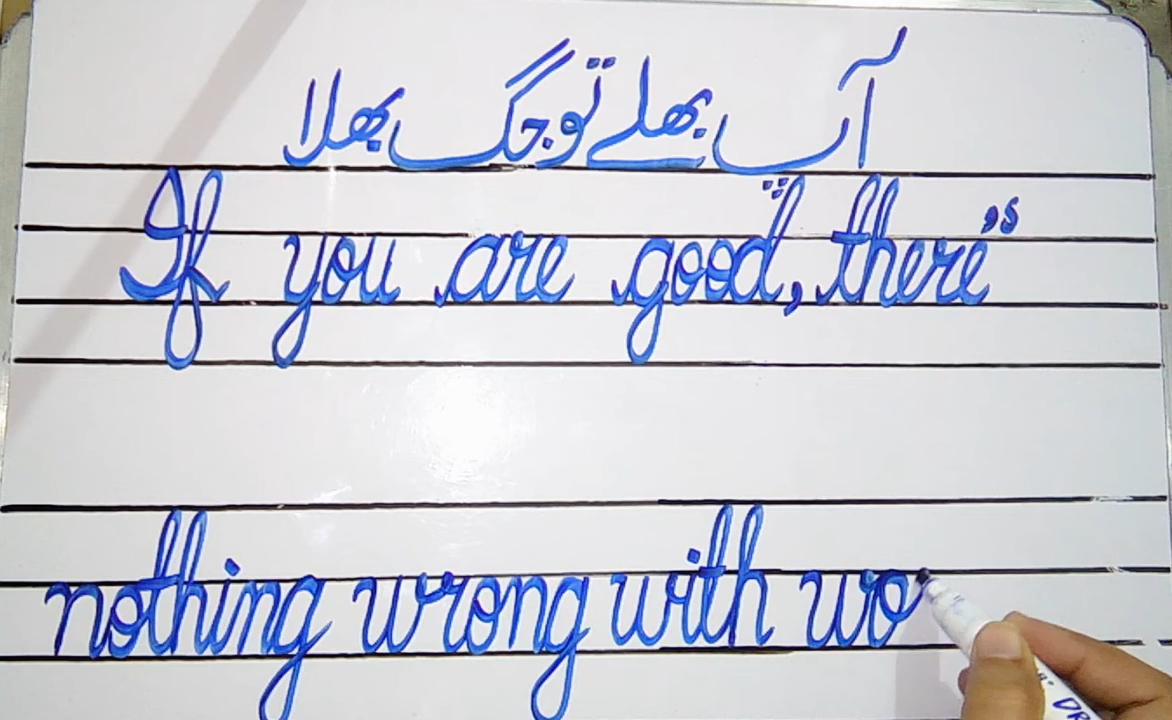 آپ بھلے تو جگ بھلا
If you are good, there's
nothing wrong with wo